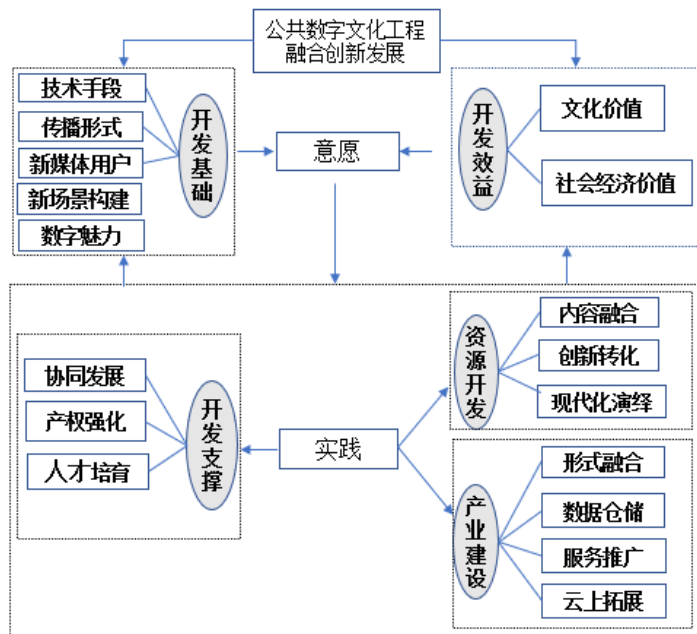 公共数字文化工程
融合创新发展
技术手段
传播形式
新媒体用户
新场景构建
数字魅力
开发基础
意愿
开发效益
文化价值
社会经济价值
协同发展
产权强化
人才培育
开发支撑
实践
资源开发
内容融合
创新转化
现代化演绎
产业建设
形式融合
数据仓储
服务推广
云上拓展